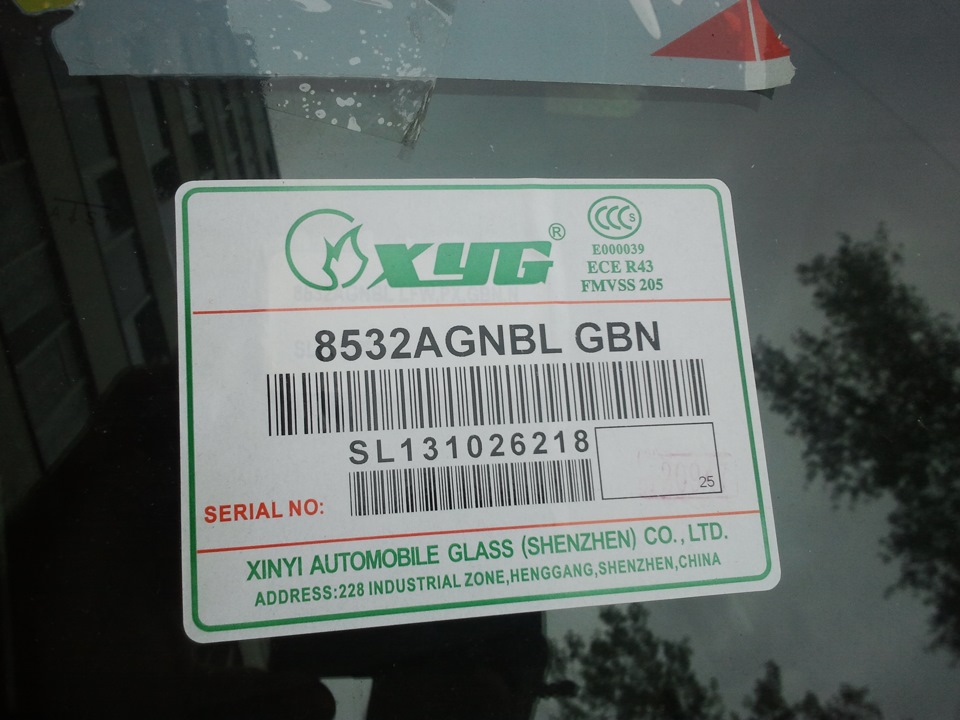 XYG®
CCC S
E000039
ECE R43
FMVSS 205
8532AGNBL GBN
SL131026218
25
SERIAL NO:
XINYI AUTOMOBILE GLASS (SHENZHEN) CO., LTD.
ADDRESS:228 INDUSTRIAL ZONE,HENGGANG,SHENZHEN,CHINA